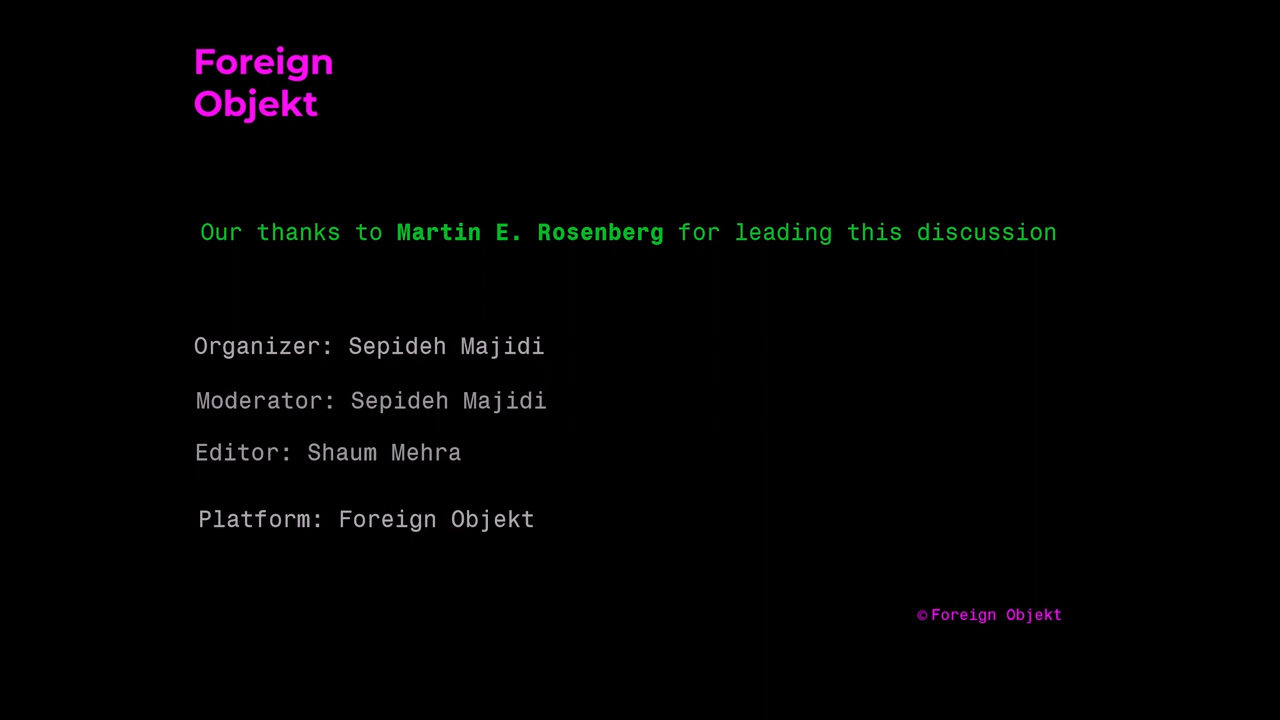 Foreign
Objekt
Our thanks to Martin E. Rosenberg for leading this discussion
Organizer: Sepideh Majidi
Moderator: Sepideh Majidi
Editor: Shaum Mehra
Platform: Foreign Objekt
©Foreign Objekt